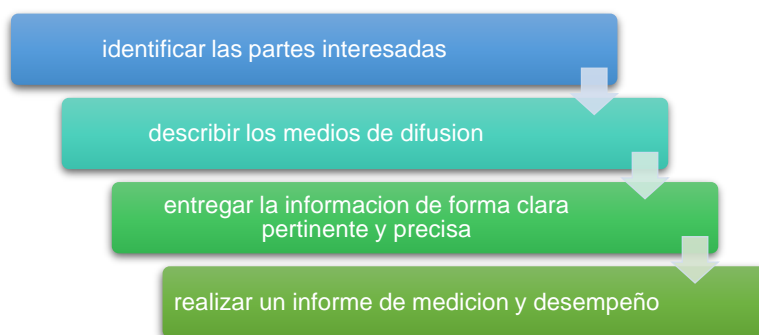 identificar las partes interesadas
describir los medios de difusion
entregar la informacion de forma clara
pertinente y precisa
realizar un informe de medicion y desempeño